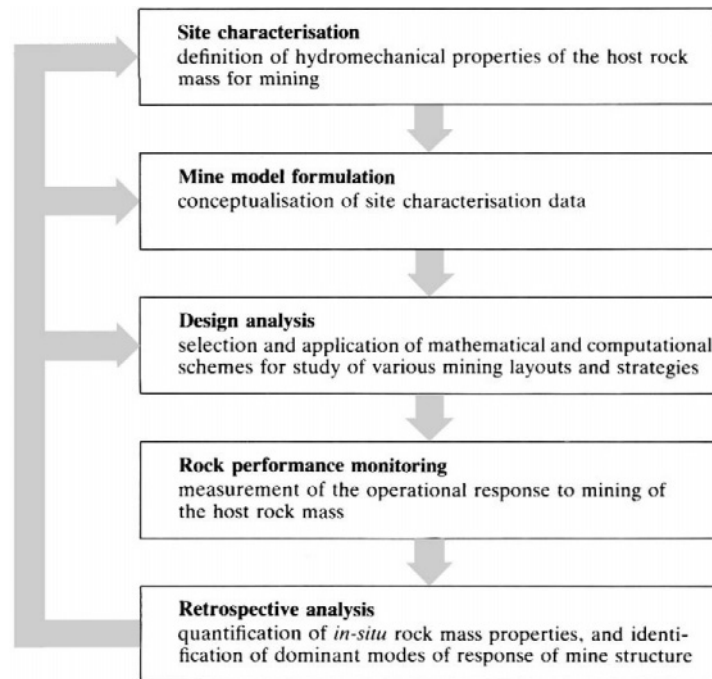 Site characterisation
definition of hydromechanical properties of the host rock
mass for mining
Mine model formulation
conceptualisation of site characterisation data
Design analysis
selection and application of mathematical and computational
schemes for study of various mining layouts and strategies
Rock performance monitoring
measurement of the operational response to mining of
the host rock mass
Retrospective analysis
quantification of in-situ rock mass properties, and identi-
fication of dominant modes of response of mine structure